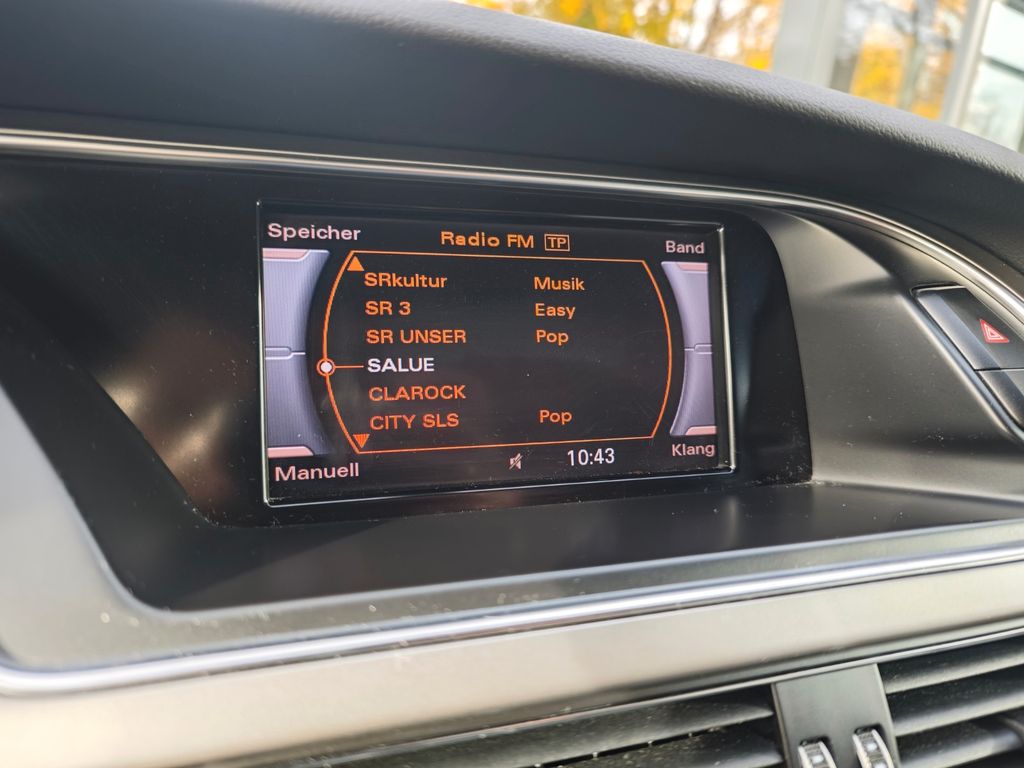 Speicher
Radio FM TP
Band
SRkultur Musik
SR 3 Easy
SR UNSER Pop
SALUE
CLAROCK
CITY SLS Pop
Manuell
10:43
Klang